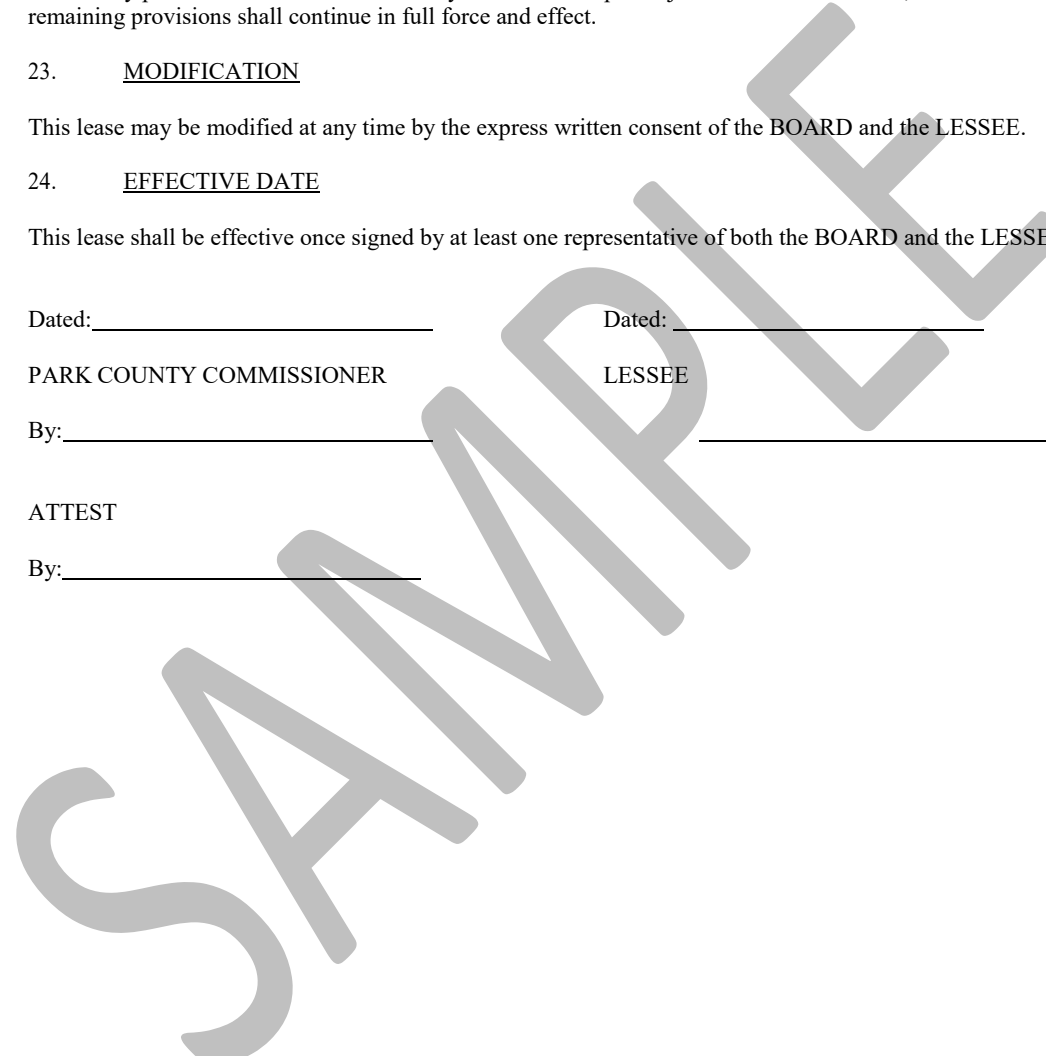 remaining provisions shall continue in full force and effect.
23. MODIFICATION
This lease may be modified at any time by the express written consent of the BOARD and the LESSEE.
24. EFFECTIVE DATE
This lease shall be effective once signed by at least one representative of both the BOARD and the LESSE
Dated: Dated:
PARK COUNTY COMMISSIONER LESSEE
By:
ATTEST
By:
SAMPLE